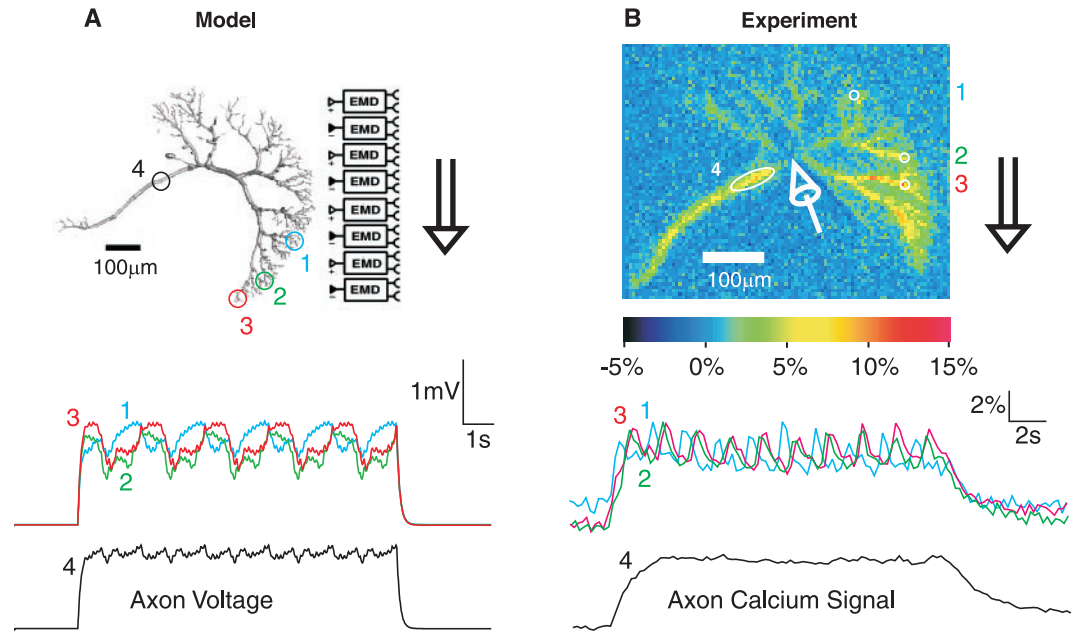 A Model
EMD
+
EMD
−
EMD
+
EMD
−
EMD
+
EMD
−
EMD
+
EMD
−
4
100μm
1
2
3
1mV
1s
3 1
2
4
Axon Voltage
B Experiment
1
2
3
4
100μm
-5% 0% 5% 10% 15%
2%
2s
3 1
2
4
Axon Calcium Signal